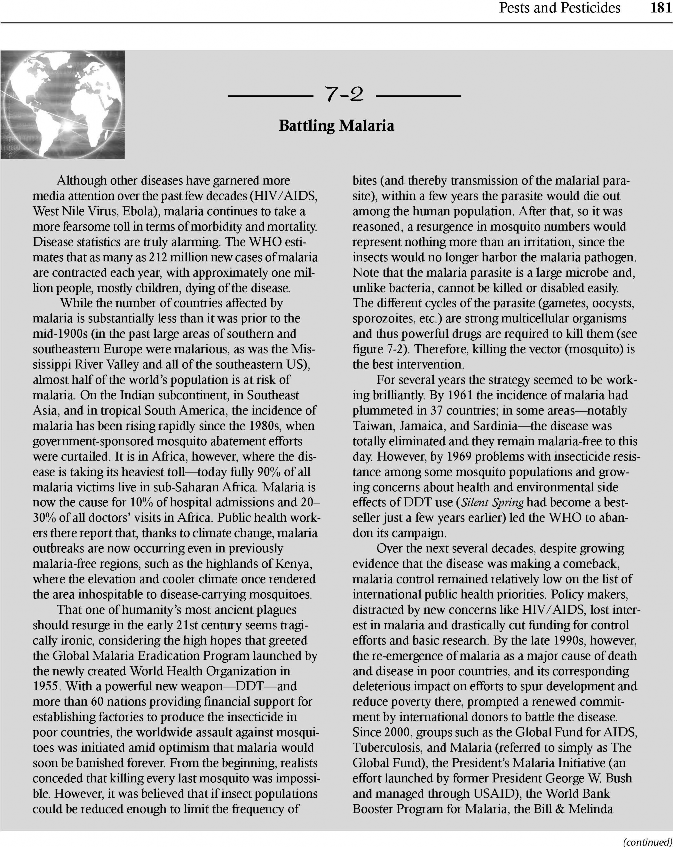 Pests and Pesticides 181
7-2
Battling Malaria
Although other diseases have garnered more
media attention over the past few decades (HIV/AIDS,
West Nile Virus, Ebola), malaria continues to take a
more fearsome toll in terms of morbidity and mortality.
Disease statistics are truly alarming. The WHO esti-
mates that as many as 212 million new cases of malaria
are contracted each year, with approximately one mil-
lion people, mostly children, dying of the disease.
While the number of countries affected by
malaria is substantially less than it was prior to the
mid-1900s (in the past large areas of southern and
southeastern Europe were malarious, as was the Mis-
sissippi River Valley and all of the southeastern US),
almost half of the world's population is at risk of
malaria. On the Indian subcontinent, in Southeast
Asia, and in tropical South America, the incidence of
malaria has been rising rapidly since the 1980s, when
government-sponsored mosquito abatement efforts
were curtailed. It is in Africa, however, where the dis-
ease is taking its heaviest toll—today fully 90% of all
malaria victims live in sub-Saharan Africa. Malaria is
now the cause for 10% of hospital admissions and 20–
30% of all doctors' visits in Africa. Public health work-
ers there report that, thanks to climate change, malaria
outbreaks are now occurring even in previously
malaria-free regions, such as the highlands of Kenya,
where the elevation and cooler climate once rendered
the area inhospitable to disease-carrying mosquitoes.
That one of humanity's most ancient plagues
should resurge in the early 21st century seems tragi-
cally ironic, considering the high hopes that greeted
the Global Malaria Eradication Program launched by
the newly created World Health Organization in
1955. With a powerful new weapon—DDT—and
more than 60 nations providing financial support for
establishing factories to produce the insecticide in
poor countries, the worldwide assault against mosqui-
toes was initiated amid optimism that malaria would
soon be banished forever. From the beginning, realists
conceded that killing every last mosquito was impossi-
ble. However, it was believed that if insect populations
could be reduced enough to limit the frequency of
bites (and thereby transmission of the malarial para-
site), within a few years the parasite would die out
among the human population. After that, so it was
reasoned, a resurgence in mosquito numbers would
represent nothing more than an irritation, since the
insects would no longer harbor the malaria pathogen.
Note that the malaria parasite is a large microbe and,
unlike bacteria, cannot be killed or disabled easily.
The different cycles of the parasite (gametes, oocysts,
sporozoites, etc.) are strong multicellular organisms
and thus powerful drugs are required to kill them (see
figure 7-2). Therefore, killing the vector (mosquito) is
the best intervention.
For several years the strategy seemed to be work-
ing brilliantly. By 1961 the incidence of malaria had
plummeted in 37 countries; in some areas—notably
Taiwan, Jamaica, and Sardinia—the disease was
totally eliminated and they remain malaria-free to this
day. However, by 1969 problems with insecticide resis-
tance among some mosquito populations and grow-
ing concerns about health and environmental side
effects of DDT use (Silent Spring had become a best-
seller just a few years earlier) led the WHO to aban-
don its campaign.
Over the next several decades, despite growing
evidence that the disease was making a comeback,
malaria control remained relatively low on the list of
international public health priorities. Policy makers,
distracted by new concerns like HIV/AIDS, lost inter-
est in malaria and drastically cut funding for control
efforts and basic research. By the late 1990s, however,
the re-emergence of malaria as a major cause of death
and disease in poor countries, and its corresponding
deleterious impact on efforts to spur development and
reduce poverty there, prompted a renewed commit-
ment by international donors to battle the disease.
Since 2000, groups such as the Global Fund for AIDS,
Tuberculosis, and Malaria (referred to simply as The
Global Fund), the President's Malaria Initiative (an
effort launched by former President George W. Bush
and managed through USAID), the World Bank
Booster Program for Malaria, the Bill & Melinda
(continued)